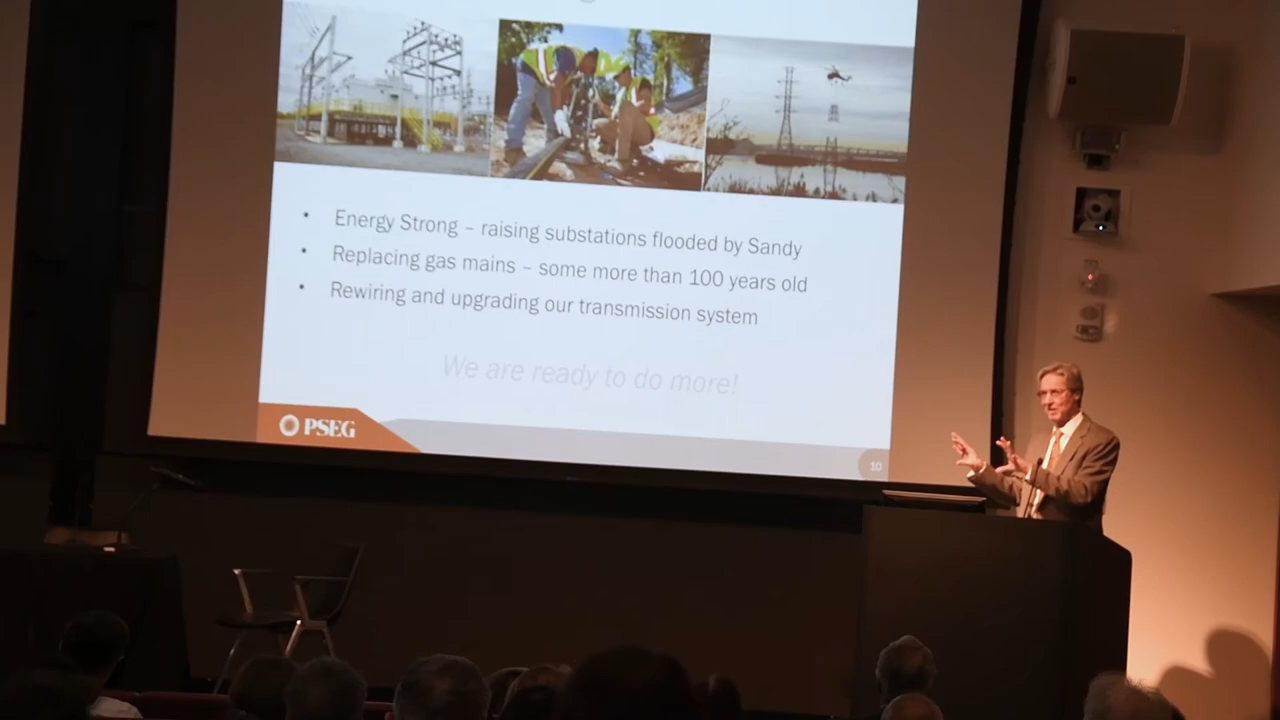 • Energy Strong – raising substations flooded by Sandy
• Replacing gas mains – some more than 100 years old
• Rewiring and upgrading our transmission system
We are ready to do more!
PSEG
10